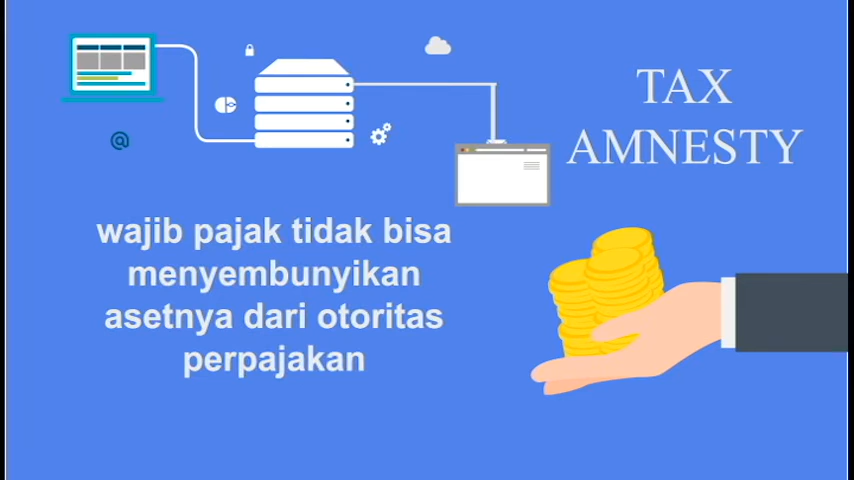 TAX
AMNESTY
wajib pajak tidak bisa
menyembunyikan
asetnya dari otoritas
perpajakan